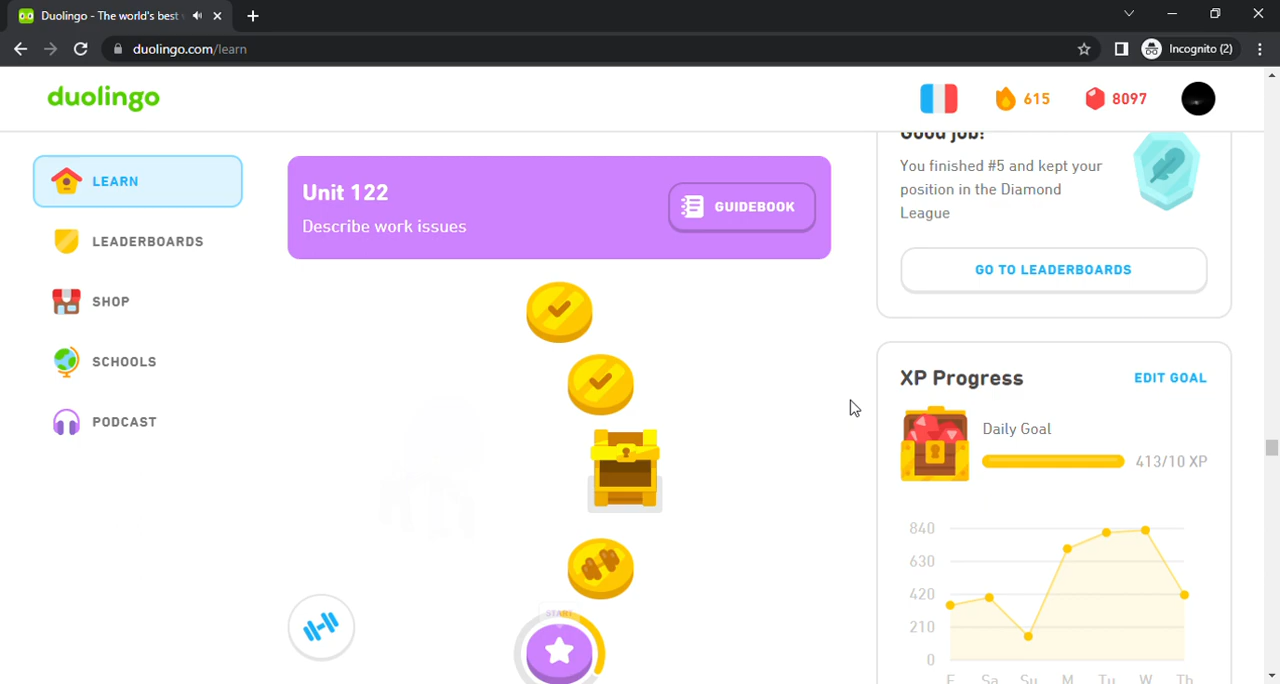 Duolingo - The world's best
duolingo.com/learn
Incognito (2)
duolingo
615
8097
LEARN
LEADERBOARDS
SHOP
SCHOOLS
PODCAST
Unit 122
Describe work issues
GUIDEBOOK
START
Good job!
You finished #5 and kept your
position in the Diamond
League
GO TO LEADERBOARDS
XP Progress
EDIT GOAL
Daily Goal
413/10 XP
840
630
420
210
0
F Sa Su M Tu W Th